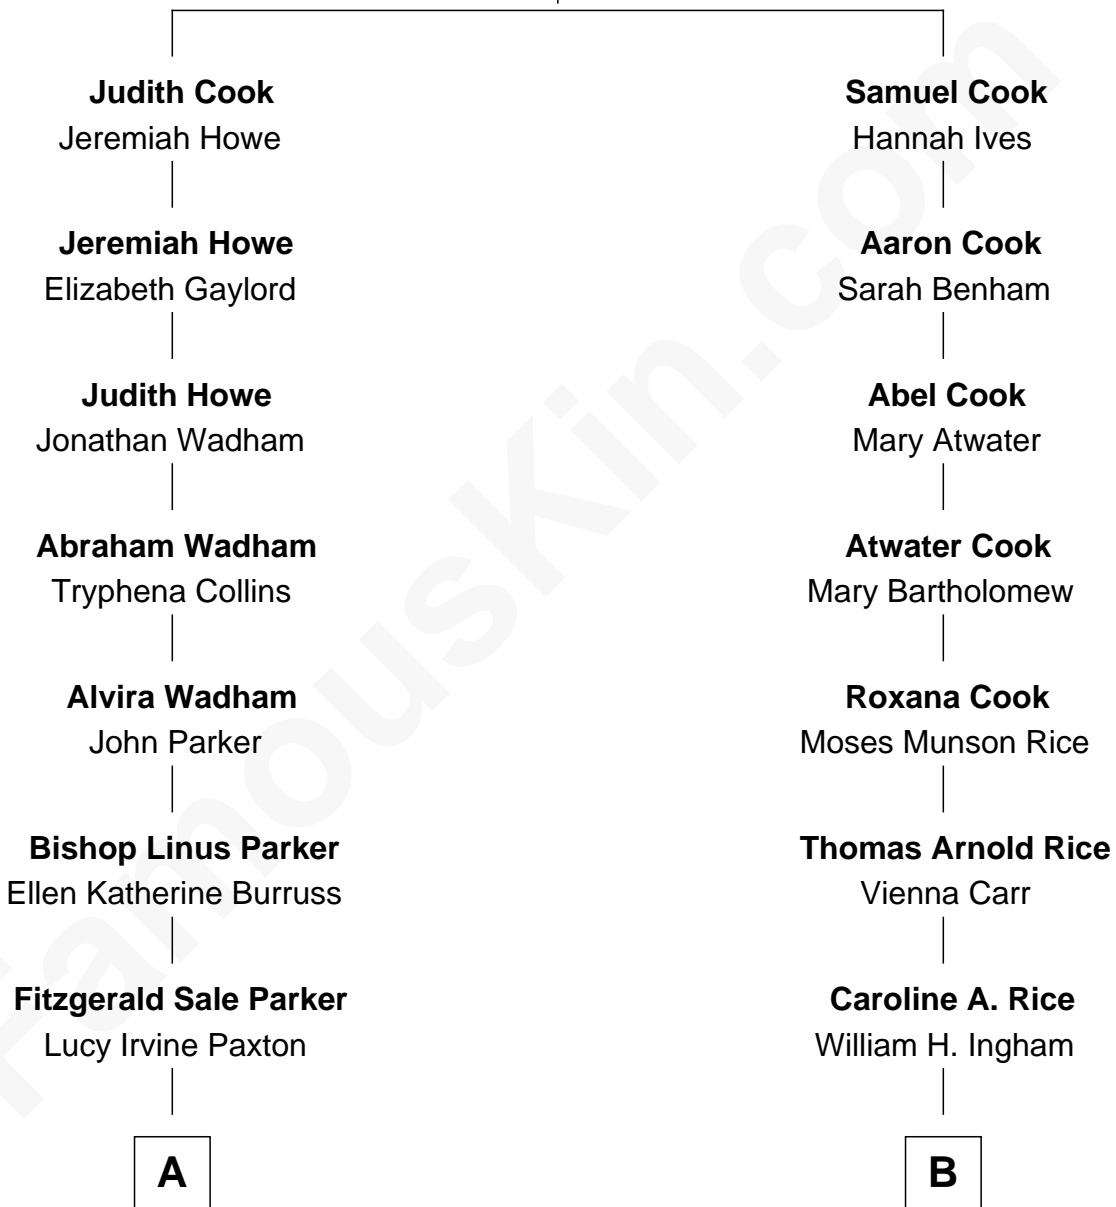 Judith Cook
Jeremiah Howe
Jeremiah Howe
Elizabeth Gaylord
Judith Howe
Jonathan Wadham
Abraham Wadham
Tryphena Collins
Alvira Wadham
John Parker
Bishop Linus Parker
Ellen Katherine Burruss
Fitzgerald Sale Parker
Lucy Irvine Paxton
A
Samuel Cook
Hannah Ives
Aaron Cook
Sarah Benham
Abel Cook
Mary Atwater
Atwater Cook
Mary Bartholomew
Roxana Cook
Moses Munson Rice
Thomas Arnold Rice
Vienna Carr
Caroline A. Rice
William H. Ingham
B
FamousKin.com